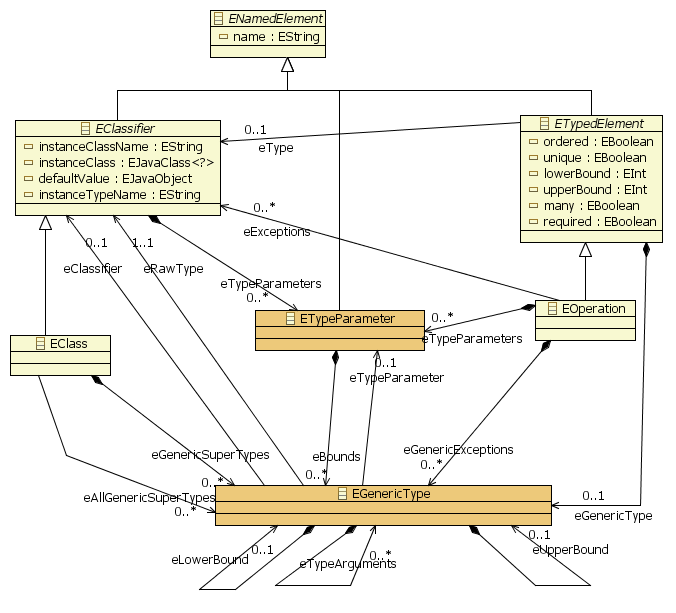 ENamedElement
name : EString
EClassifier
instanceClassName : EString
instanceClass : EJavaClass<?>
defaultValue : EJavaObject
instanceTypeName : EString
ETypedElement
ordered : EBoolean
unique : EBoolean
lowerBound : EInt
upperBound : EInt
many : EBoolean
required : EBoolean
0..1
eType
0..*
eExceptions
0..1
eClassifier
1..1
eRawType
eTypeParameters
0..*
ETypeParameter
0..*
eTypeParameters
EOperation
EClass
0..1
eTypeParameter
eGenericSuperTypes
0..*
eBounds
0..*
eGenericExceptions
0..*
eAllGenericSuperTypes
0..*
EGenericType
0..1
eGenericType
eLowerBound
0..1
eTypeArguments
0..*
0..1
eUpperBound